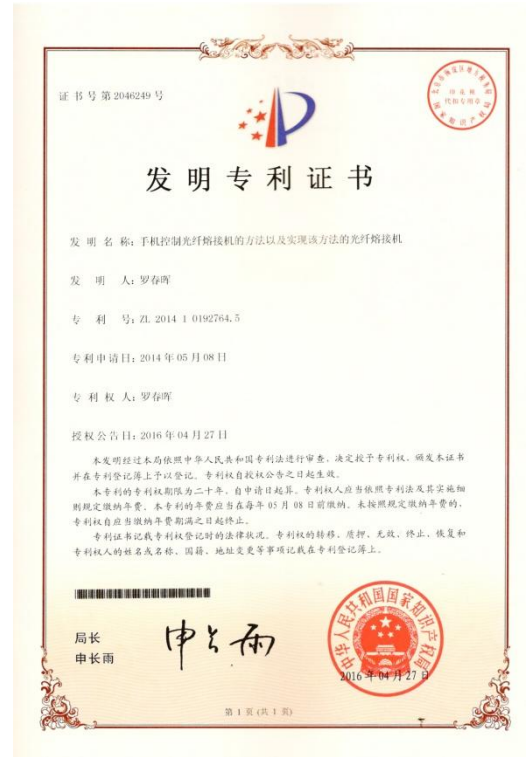 证书号第2046249号
印花税
代扣专用章
发明专利证书
发明名称：手机控制光纤熔接机的方法以及实现该方法的光纤熔接机
发明人：罗春晖
专利号：ZL 2014 1 0192764.5
专利申请日：2014年05月08日
专利权人：罗春晖
授权公告日：2016年04月27日
本发明经过本局依照中华人民共和国专利法进行审查，决定授予专利权，颁发本证书
并在专利登记簿上予以登记。专利权自授权公告之日起生效。
本专利的专利权期限为二十年，自申请日起算。专利权人应当依照专利法及其实施细
则规定缴纳年费。本专利的年费应当在每年05月08日前缴纳。未按照规定缴纳年费的，
专利权自应当缴纳年费期满之日起终止。
专利证书记载专利权登记时的法律状况。专利权的转移、质押、无效、终止、恢复和
专利权人的姓名或名称、国籍、地址变更等事项记载在专利登记簿上。
局长
申长雨
申长雨
中华人民共和国国家知识产权局
2016年04月27日
第1页(共1页)